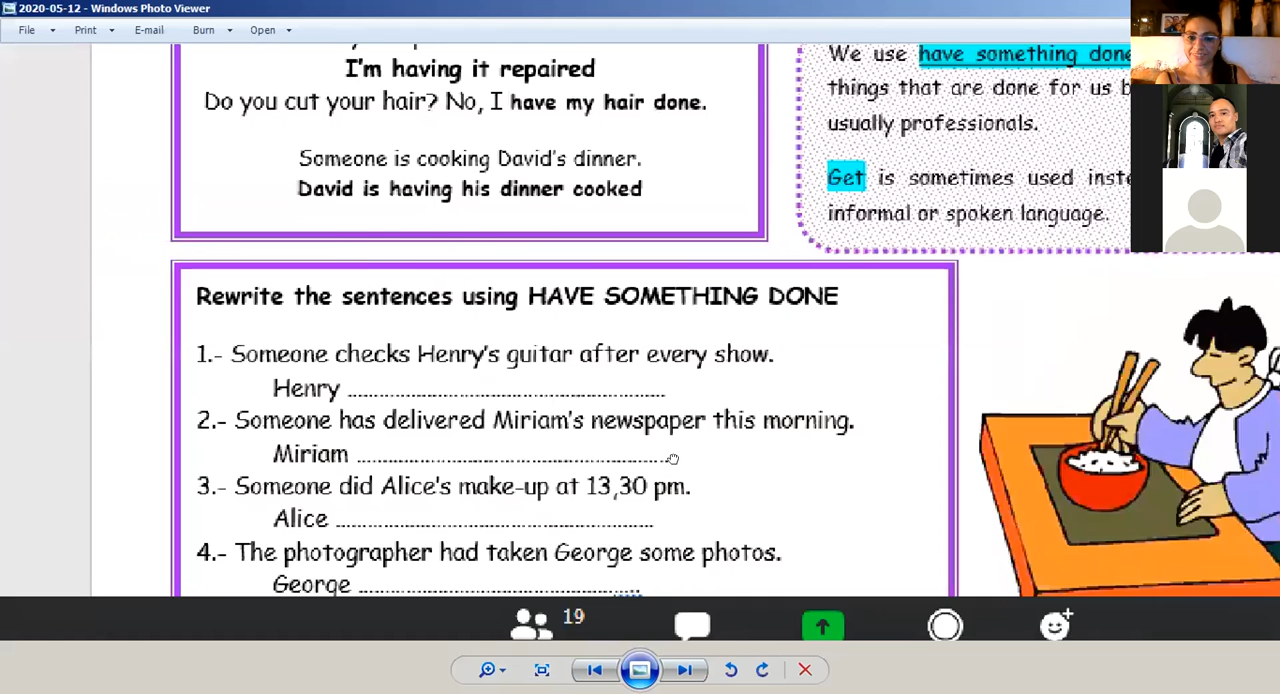 2020-05-12 - Windows Photo Viewer
File Print E-mail Burn Open
I'm having it repaired
Do you cut your hair? No, I have my hair done.
Someone is cooking David's dinner.
David is having his dinner cooked
We use have something done
things that are done for us b
usually professionals.
Get is sometimes used inste
informal or spoken language.
Rewrite the sentences using HAVE SOMETHING DONE
1.- Someone checks Henry's guitar after every show.
Henry ...............................................................
2.- Someone has delivered Miriam's newspaper this morning.
Miriam ...............................................................
3.- Someone did Alice's make-up at 13,30 pm.
Alice ...............................................................
4.- The photographer had taken George some photos.
George ...............................................................
19